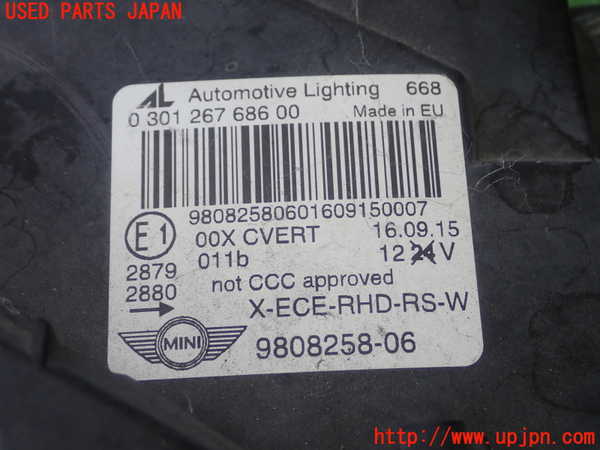 USED PARTS JAPAN
AL Automotive Lighting 668
0 301 267 686 00 Made in EU
98082580601609150007
E1 00X CVERT 16.09.15
2879 011b 12 24 V
2880 not CCC approved
X-ECE-RHD-RS-W
MINI 9808258-06
http://www.upjpn.com/